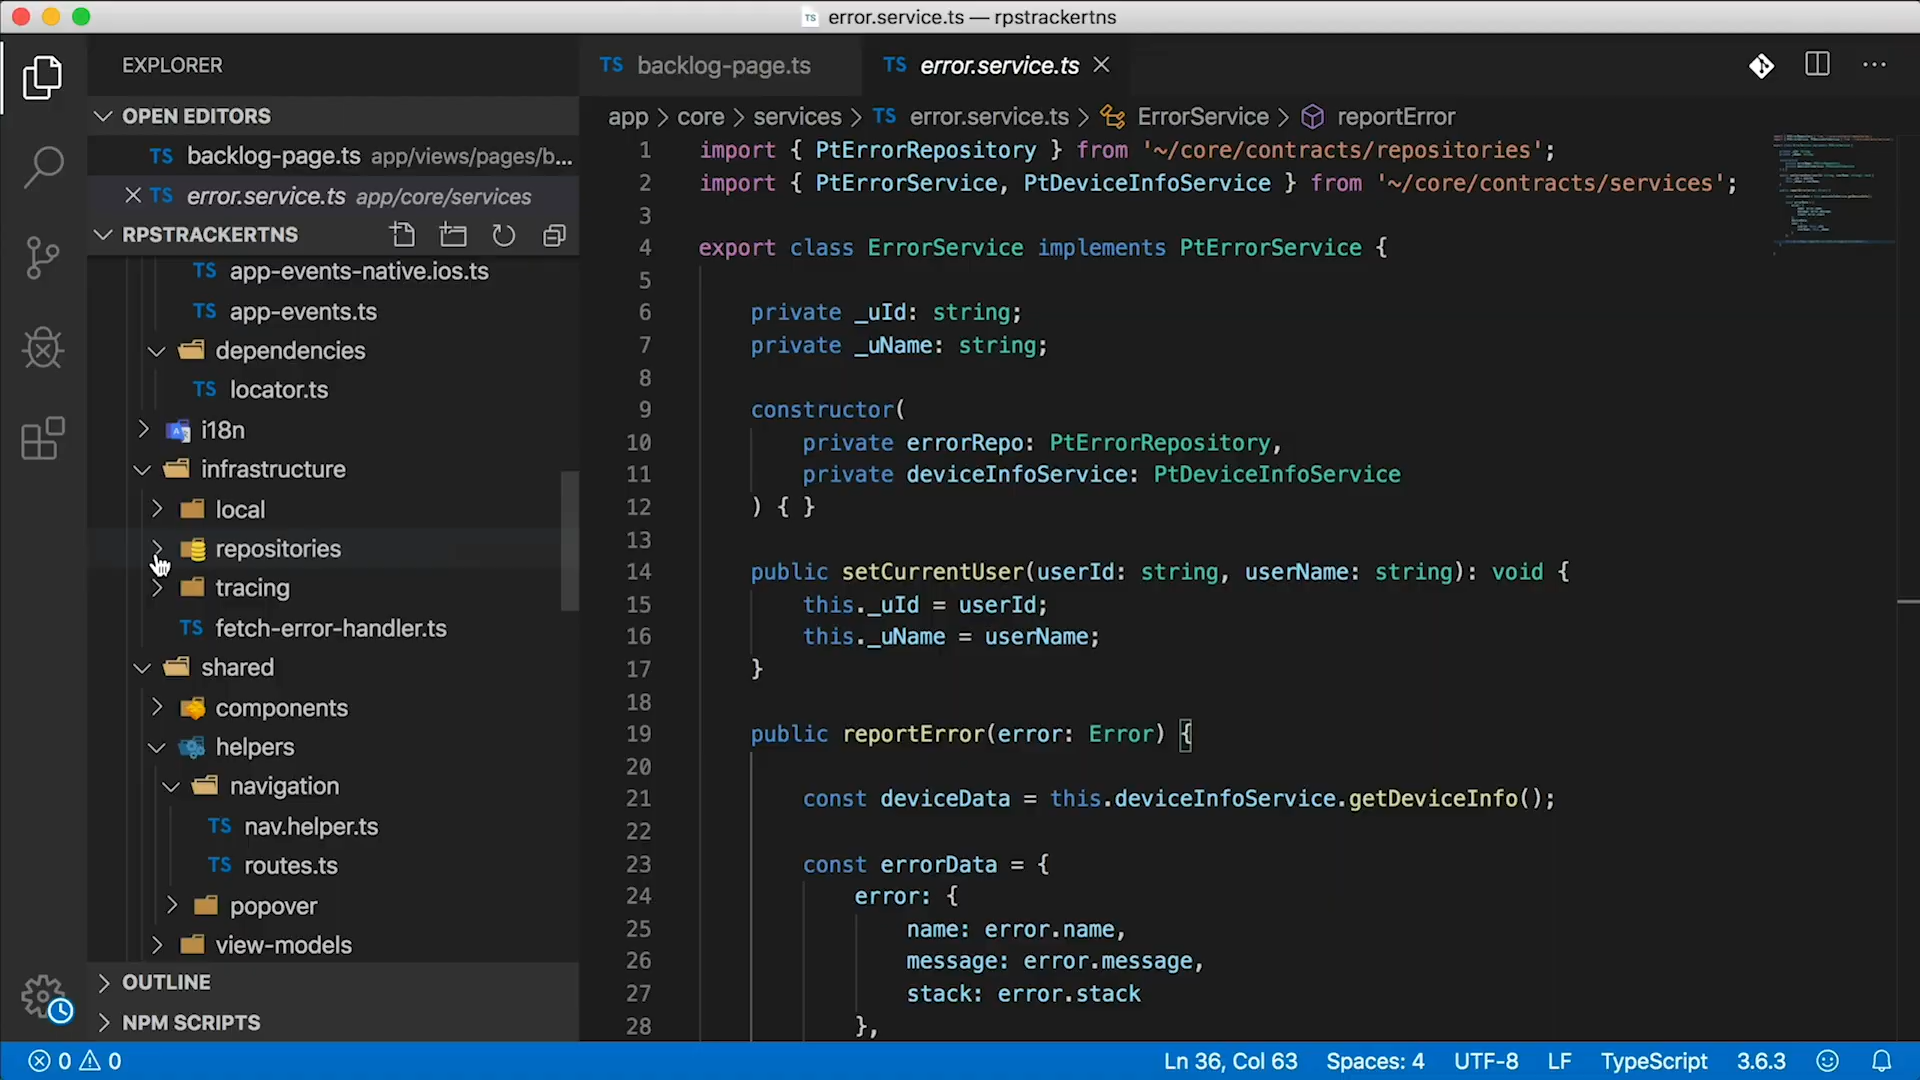 error.service.ts — rpstrackertns
EXPLORER
OPEN EDITORS
TS backlog-page.ts app/views/pages/b...
TS error.service.ts app/core/services
RPSTRACKERTNS
TS app-events-native.ios.ts
TS app-events.ts
dependencies
TS locator.ts
i18n
infrastructure
local
repositories
tracing
TS fetch-error-handler.ts
shared
components
helpers
navigation
TS nav.helper.ts
TS routes.ts
popover
view-models
OUTLINE
NPM SCRIPTS
TS backlog-page.ts
TS error.service.ts
app > core > services > TS error.service.ts > ErrorService > reportError
1 import { PtErrorRepository } from '~/core/contracts/repositories';
2 import { PtErrorService, PtDeviceInfoService } from '~/core/contracts/services';
3
4 export class ErrorService implements PtErrorService {
5
6 private _uId: string;
7 private _uName: string;
8
9 constructor(
10 private errorRepo: PtErrorRepository,
11 private deviceInfoService: PtDeviceInfoService
12 ) { }
13
14 public setCurrentUser(userId: string, userName: string): void {
15 this._uId = userId;
16 this._uName = userName;
17 }
18
19 public reportError(error: Error) {
20
21 const deviceData = this.deviceInfoService.getDeviceInfo();
22
23 const errorData = {
24 error: {
25 name: error.name,
26 message: error.message,
27 stack: error.stack
28 },
0 0
Ln 36, Col 63 Spaces: 4 UTF-8 LF TypeScript 3.6.3